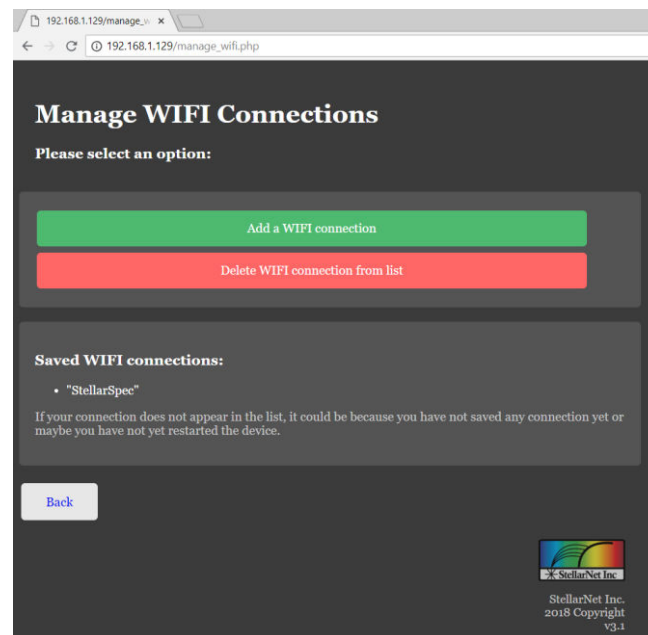 192.168.1.129/manage_w
192.168.1.129/manage_wifi.php
Manage WIFI Connections
Please select an option:
Add a WIFI connection
Delete WIFI connection from list
Saved WIFI connections:
• "StellarSpec"
If your connection does not appear in the list, it could be because you have not saved any connection yet or
maybe you have not yet restarted the device.
Back
StellarNet Inc
StellarNet Inc.
2018 Copyright
v3.1